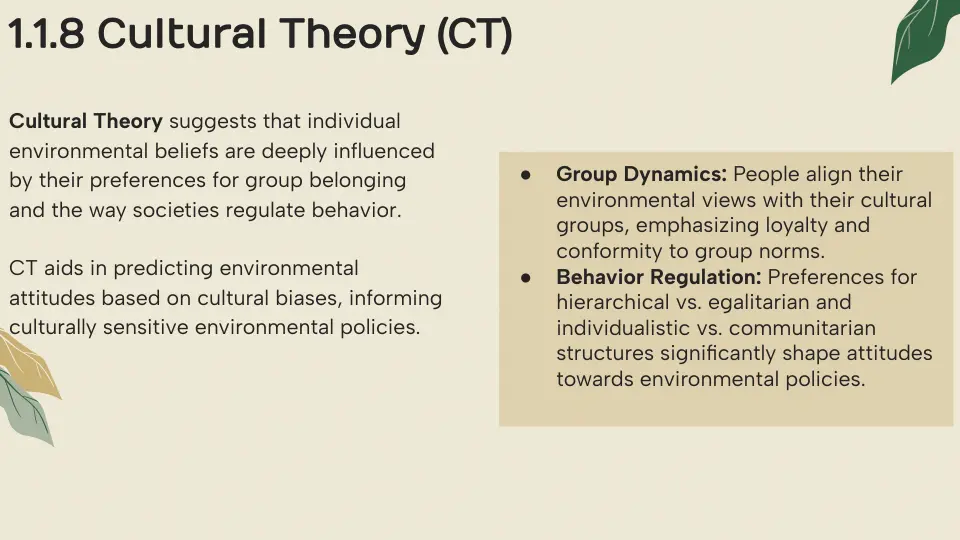 1.1.8 Cultural Theory (CT)
Cultural Theory suggests that individual
environmental beliefs are deeply influenced
by their preferences for group belonging
and the way societies regulate behavior.
CT aids in predicting environmental
attitudes based on cultural biases, informing
culturally sensitive environmental policies.
● Group Dynamics: People align their
environmental views with their cultural
groups, emphasizing loyalty and
conformity to group norms.
● Behavior Regulation: Preferences for
hierarchical vs. egalitarian and
individualistic vs. communitarian
structures significantly shape attitudes
towards environmental policies.